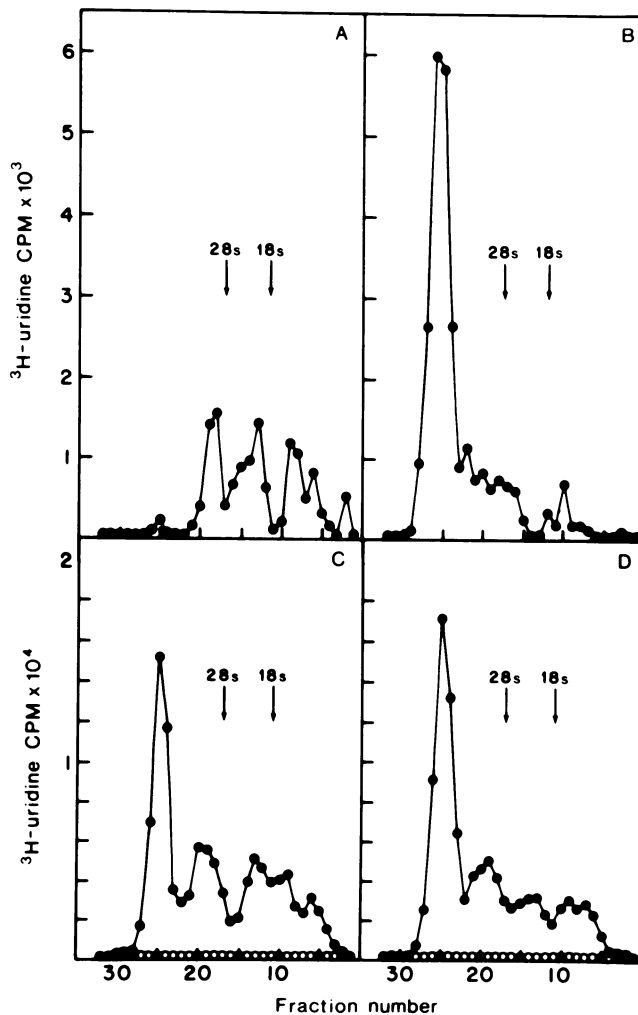 A
B
6
5
4
3
2
1
³H-uridine CPM x 10³
28s 18s
28s 18s
C
D
2
1
³H-uridine CPM x 10⁴
28s 18s
28s 18s
30 20 10
30 20 10
Fraction number